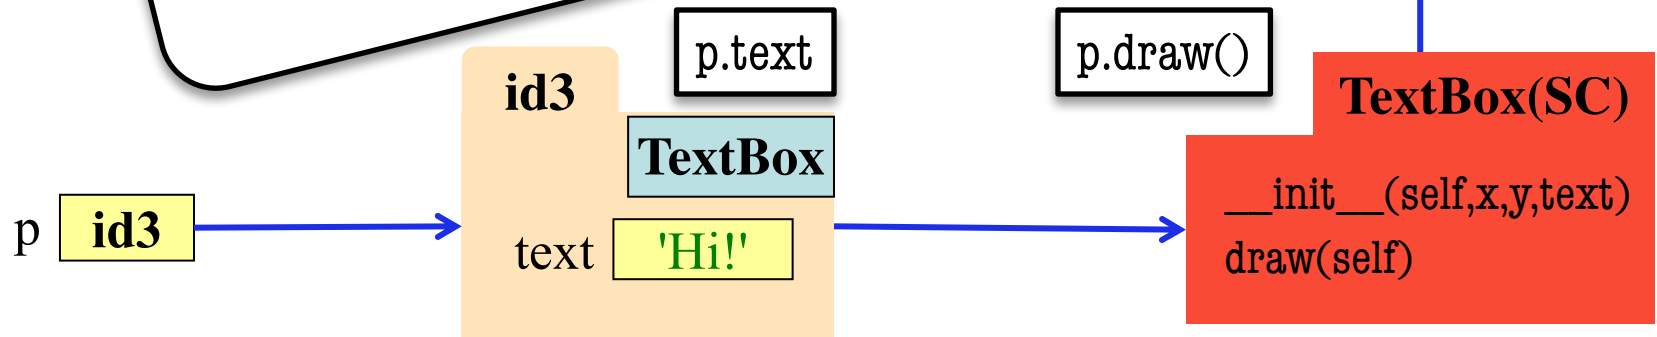 p.text
p.draw()
id3
TextBox(SC)
TextBox
__init__(self,x,y,text)
p id3
text 'Hi!'
draw(self)